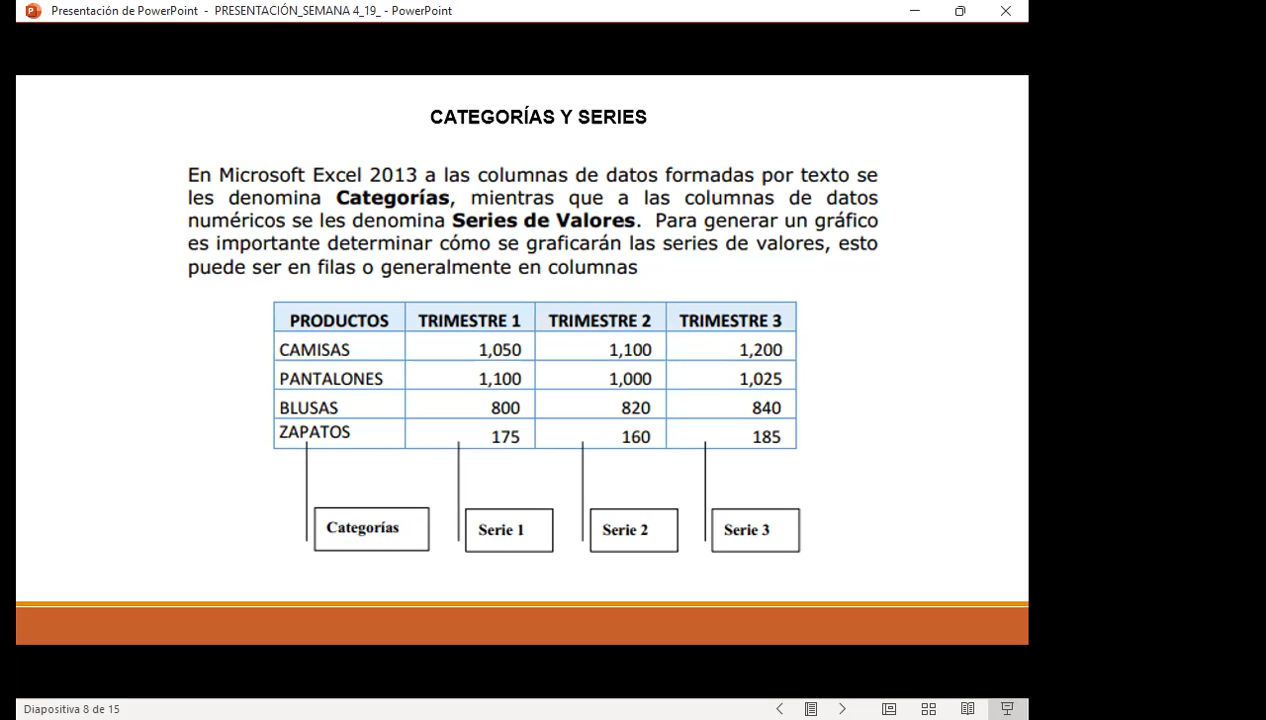 Presentación de PowerPoint - PRESENTACIÓN_SEMANA 4_19_ - PowerPoint
CATEGORÍAS Y SERIES
En Microsoft Excel 2013 a las columnas de datos formadas por texto se
les denomina Categorías, mientras que a las columnas de datos
numéricos se les denomina Series de Valores. Para generar un gráfico
es importante determinar cómo se graficarán las series de valores, esto
puede ser en filas o generalmente en columnas
PRODUCTOS TRIMESTRE 1 TRIMESTRE 2 TRIMESTRE 3
CAMISAS 1,050 1,100 1,200
PANTALONES 1,100 1,000 1,025
BLUSAS 800 820 840
ZAPATOS 175 160 185
Categorías Serie 1 Serie 2 Serie 3
Diapositiva 8 de 15